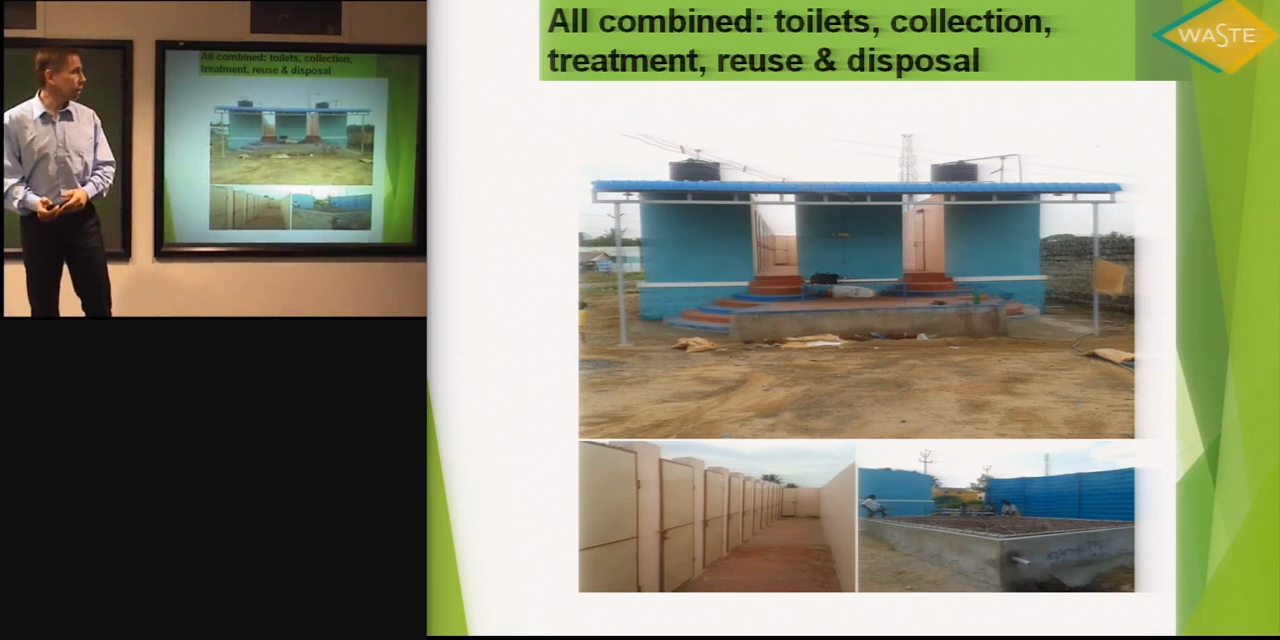 All combined: toilets, collection,
treatment, reuse & disposal
WASTE
All combined: toilets, collection,
treatment, reuse & disposal